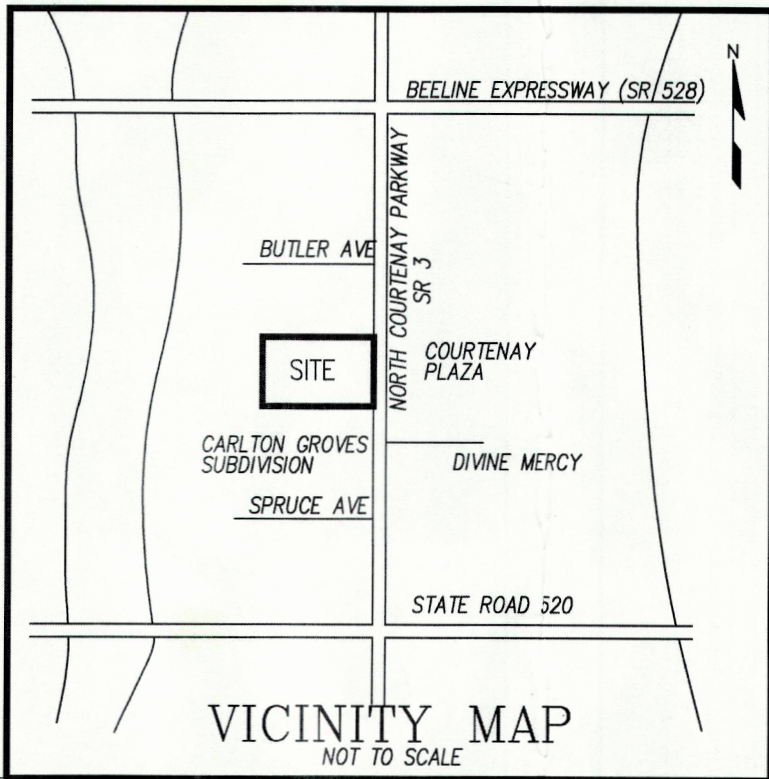 N
BEELINE EXPRESSWAY (SR 528)
NORTH COURTENAY PARKWAY
SR 3
BUTLER AVE
SITE
COURTENAY
PLAZA
CARLTON GROVES
SUBDIVISION
DIVINE MERCY
SPRUCE AVE
STATE ROAD 520
VICINITY MAP
NOT TO SCALE